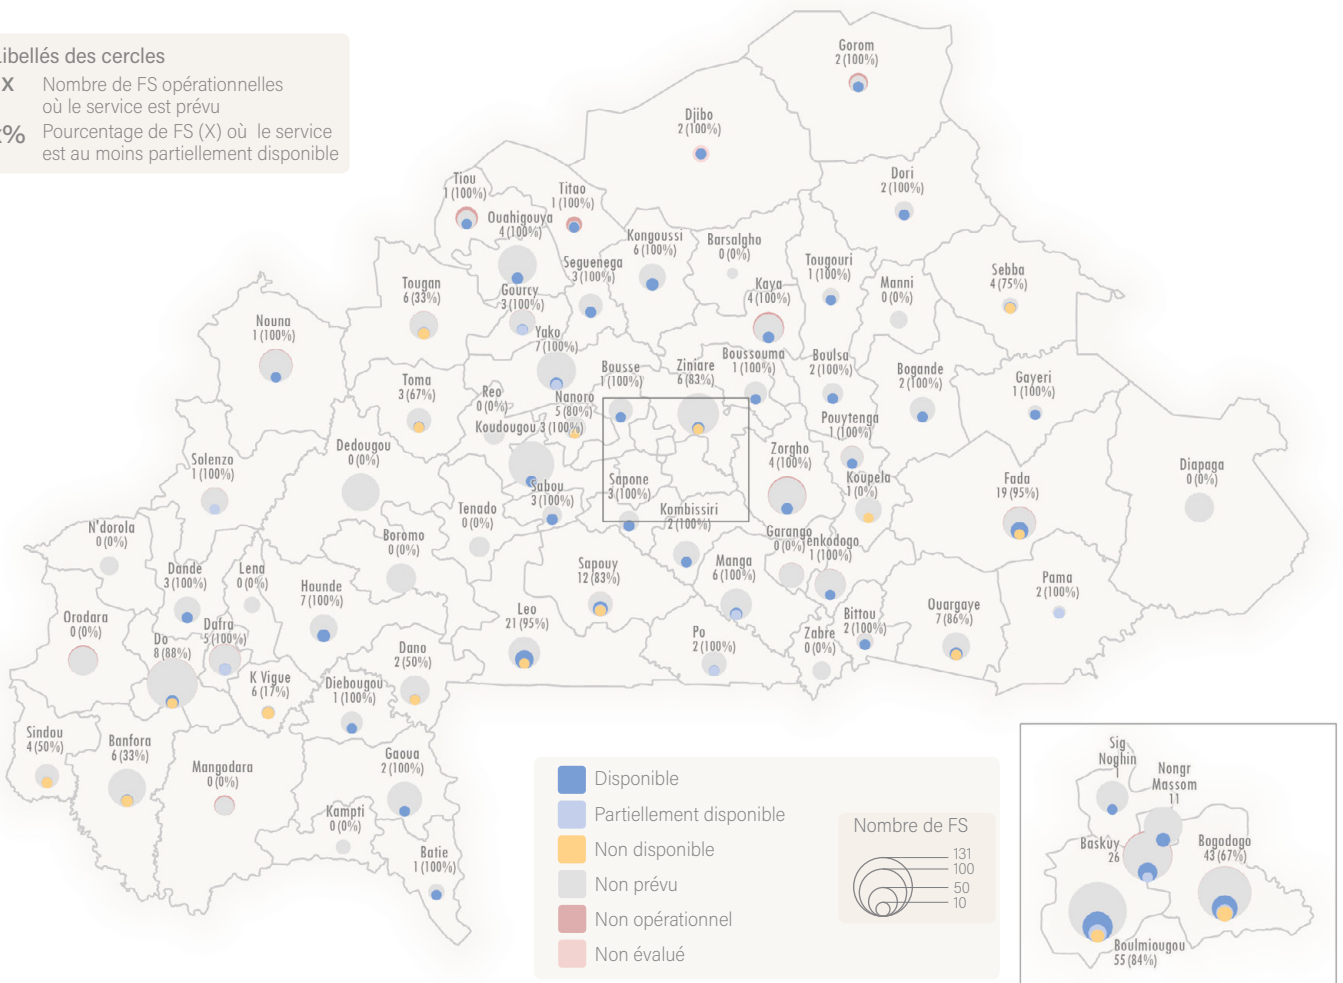 Libellés des cercles
X Nombre de FS opérationnelles
où le service est prévu
% Pourcentage de FS (X) où le service
est au moins partiellement disponible
Gorom
2 (100%)
Djibo
2 (100%)
Dori
2 (100%)
Tiou
1 (100%)
Titao
1 (100%)
Ouahigouya
4 (100%)
Kongoussi
6 (100%)
Barsalgho
0 (0%)
Seguenega
3 (100%)
Tougouri
1 (100%)
Sebba
4 (75%)
Tougan
6 (33%)
Gourcy
3 (100%)
Kaya
4 (100%)
Manni
0 (0%)
Nouna
1 (100%)
Yako
7 (100%)
Bousse
1 (100%)
Ziniare
6 (83%)
Boussouma
1 (100%)
Boulsa
2 (100%)
Bogande
2 (100%)
Gayeri
1 (100%)
Toma
3 (67%)
Reo
0 (0%)
Nanoro
5 (80%)
Koudougou 3 (100%)
Pouytenga
1 (100%)
Dedougou
0 (0%)
Solenzo
1 (100%)
Zorgho
4 (100%)
Diapaga
0 (0%)
Sabou
3 (100%)
Sapone
3 (100%)
Koupela
1 (0%)
Fada
19 (95%)
Tenado
0 (0%)
Kombissiri
2 (100%)
N'dorola
0 (0%)
Boromo
0 (0%)
Garango
0 (0%)
Tenkodogo
1 (100%)
Dande
3 (100%)
Lena
0 (0%)
Hounde
7 (100%)
Sapouy
12 (83%)
Manga
6 (100%)
Pama
2 (100%)
Orodara
0 (0%)
Do
8 (88%)
Dafra
5 (100%)
Leo
21 (95%)
Bittou
2 (100%)
Ouargaye
7 (86%)
Dano
2 (50%)
Po
2 (100%)
Zabre
0 (0%)
K Vigue
6 (17%)
Diebougou
1 (100%)
Sindou
4 (50%)
Banfora
6 (33%)
Mangodara
0 (0%)
Gaoua
2 (100%)
Kampti
0 (0%)
Batie
1 (100%)
Disponible
Partiellement disponible
Non disponible
Non prévu
Non opérationnel
Non évalué
Nombre de FS
131
100
50
10
Sig
Noghin
1
Nongr
Massom
11
Baskuy
26
Bogodogo
43 (67%)
Boulmiougou
55 (84%)